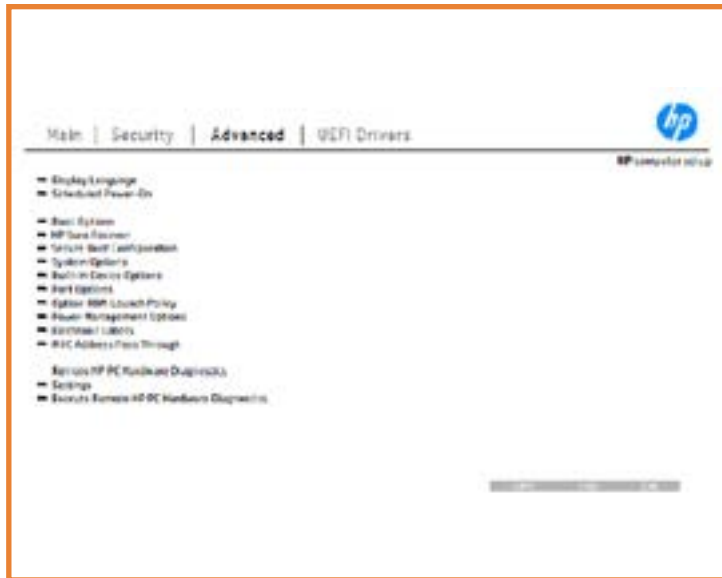 hp
Main | Security | Advanced | UEFI Drivers
HP computer setup
Display Language
Scheduled Power-On
Boot Options
HP Sure Recover
Secure Boot Configuration
System Options
Built-in Device Options
Port Options
Option ROM Launch Policy
Power Management Options
Electronic Labels
MAC Address Pass Through
Remote HP PC Hardware Diagnostics
Settings
Execute Remote HP PC Hardware Diagnostics